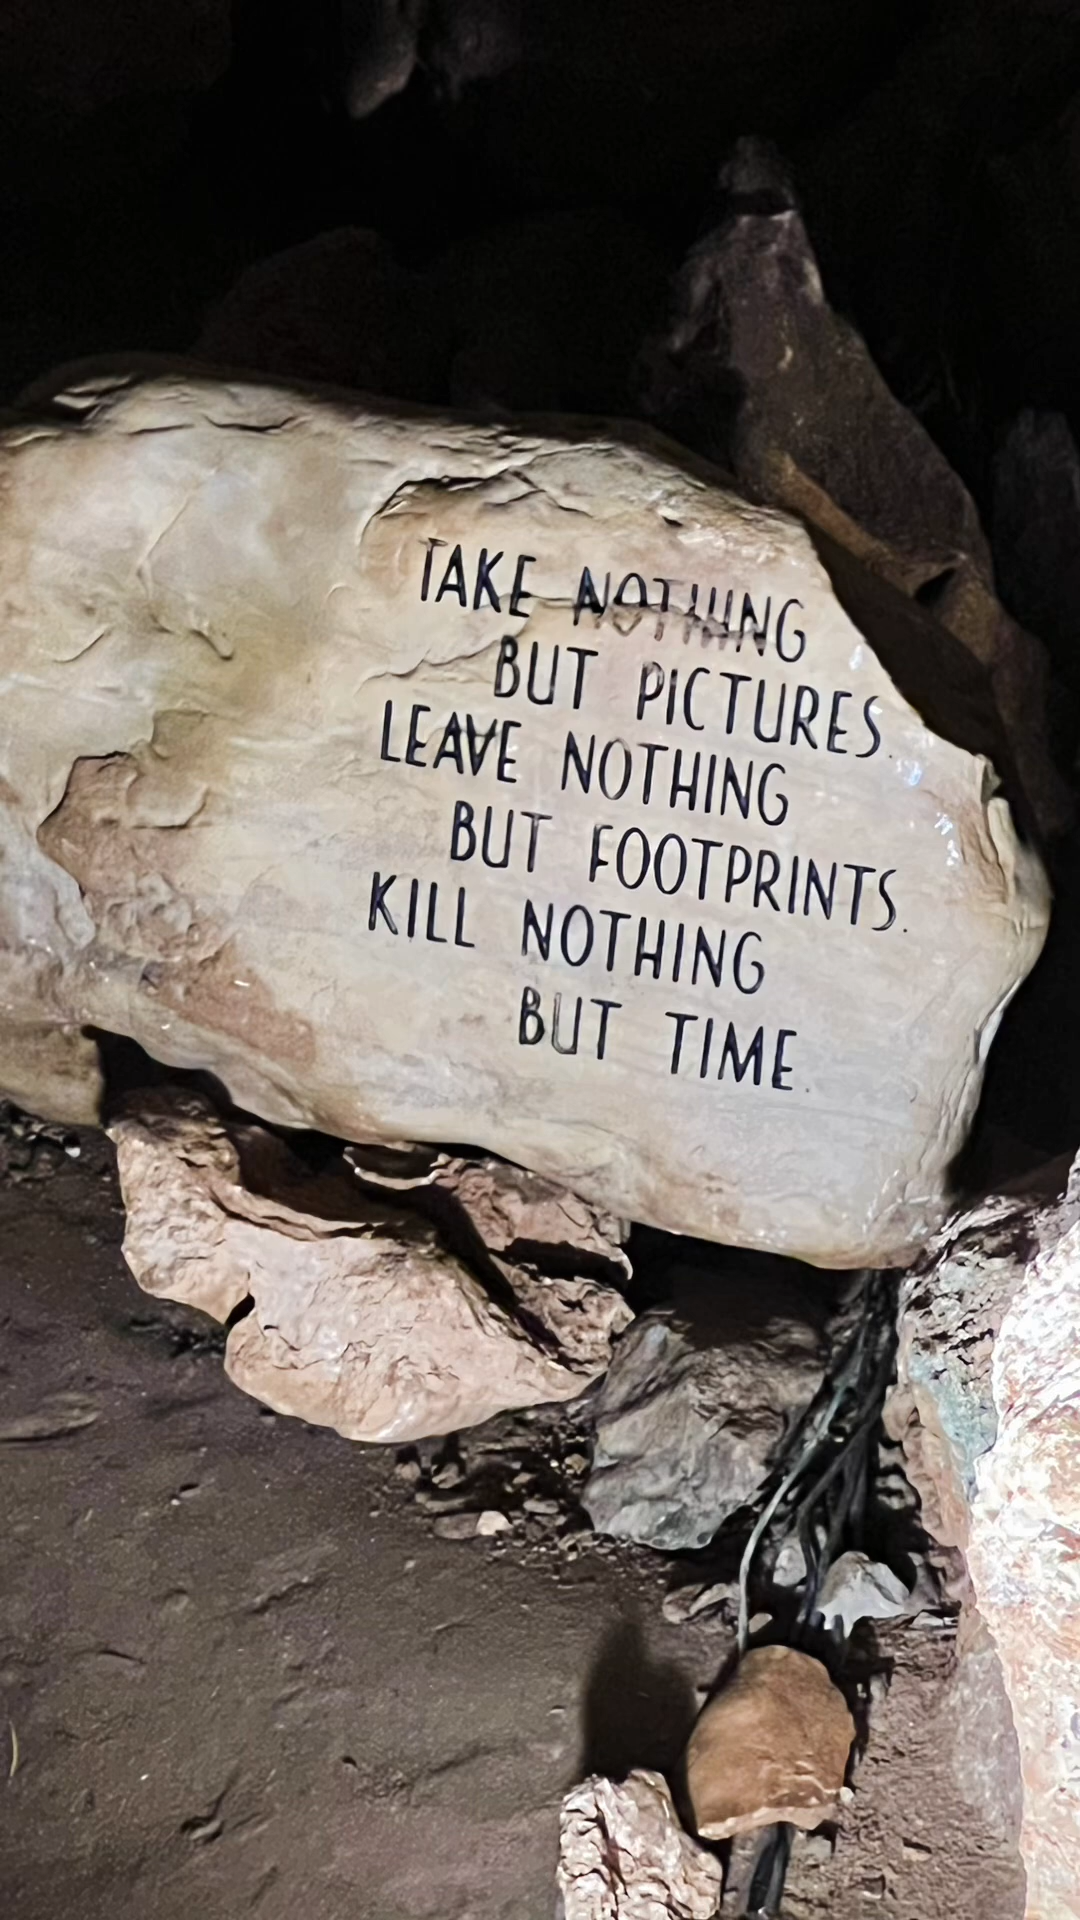 TAKE NOTHING
BUT PICTURES.
LEAVE NOTHING
BUT FOOTPRINTS.
KILL NOTHING
BUT TIME.